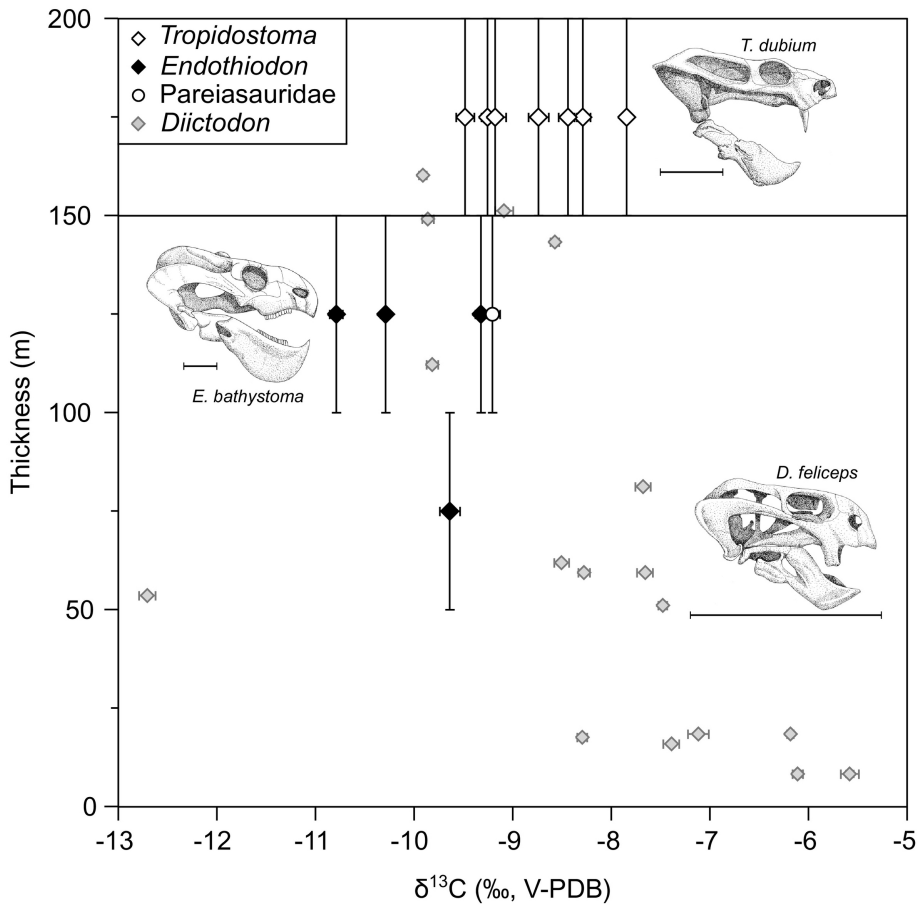 Tropidostoma
Endothiodon
Pareiasauridae
Diictodon
T. dubium
E. bathystoma
D. feliceps
Thickness (m)
200
150
100
50
0
-13 -12 -11 -10 -9 -8 -7 -6 -5
δ¹³C (‰, V-PDB)